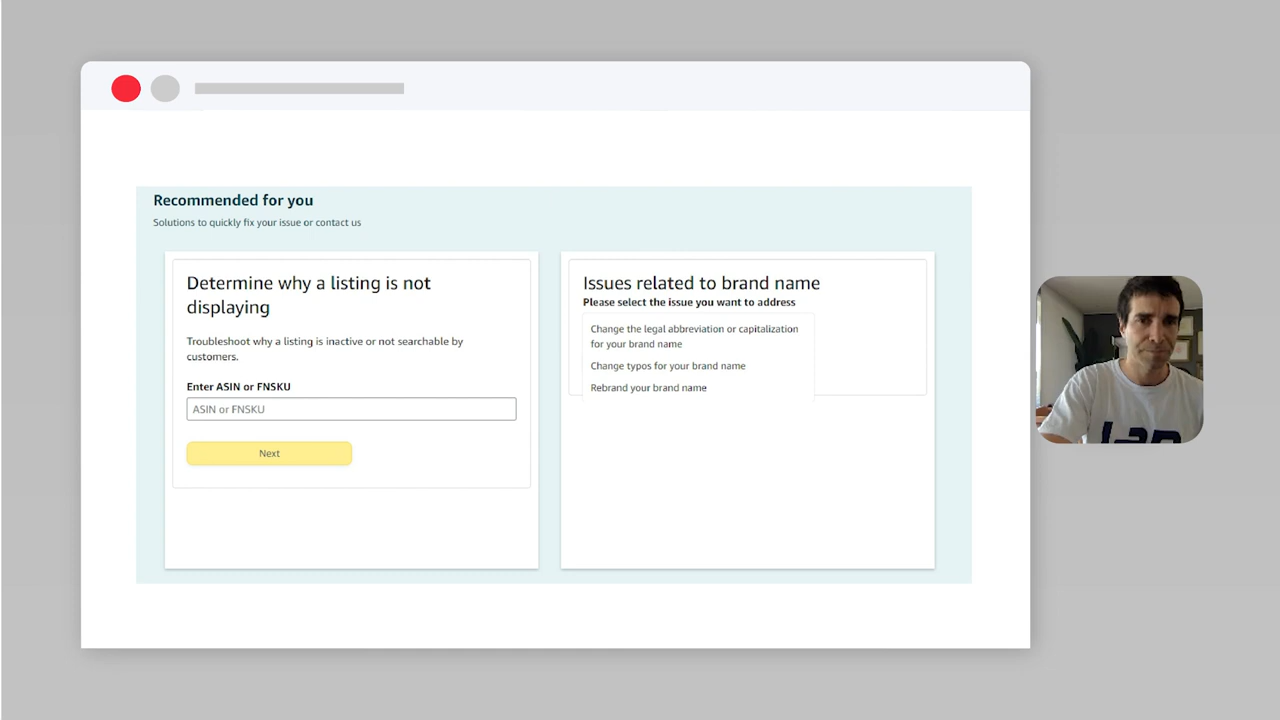 Recommended for you
Solutions to quickly fix your issue or contact us
Determine why a listing is not
displaying
Troubleshoot why a listing is inactive or not searchable by
customers.
Enter ASIN or FNSKU
ASIN or FNSKU
Next
Issues related to brand name
Please select the issue you want to address
Change the legal abbreviation or capitalization
for your brand name
Change typos for your brand name
Rebrand your brand name